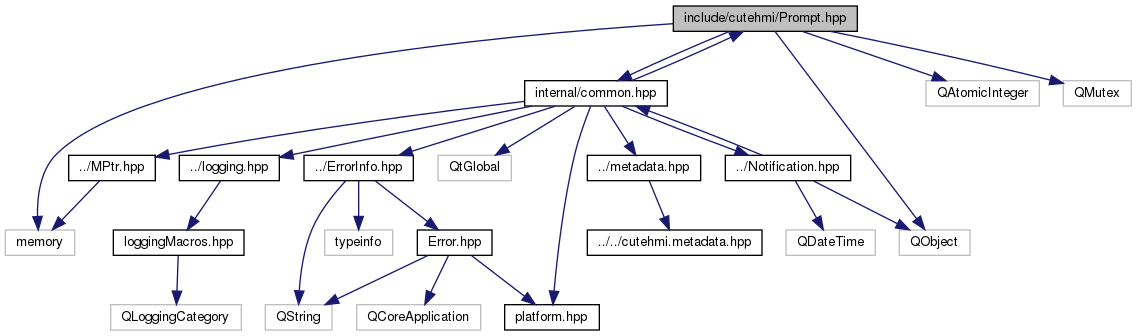 include/cutehmi/Prompt.hpp
internal/common.hpp
QAtomicInteger
QMutex
../MPtr.hpp
../logging.hpp
../ErrorInfo.hpp
QtGlobal
../metadata.hpp
../Notification.hpp
memory
loggingMacros.hpp
typeinfo
Error.hpp
../../cutehmi.metadata.hpp
QDateTime
QObject
QLoggingCategory
QString
QCoreApplication
platform.hpp